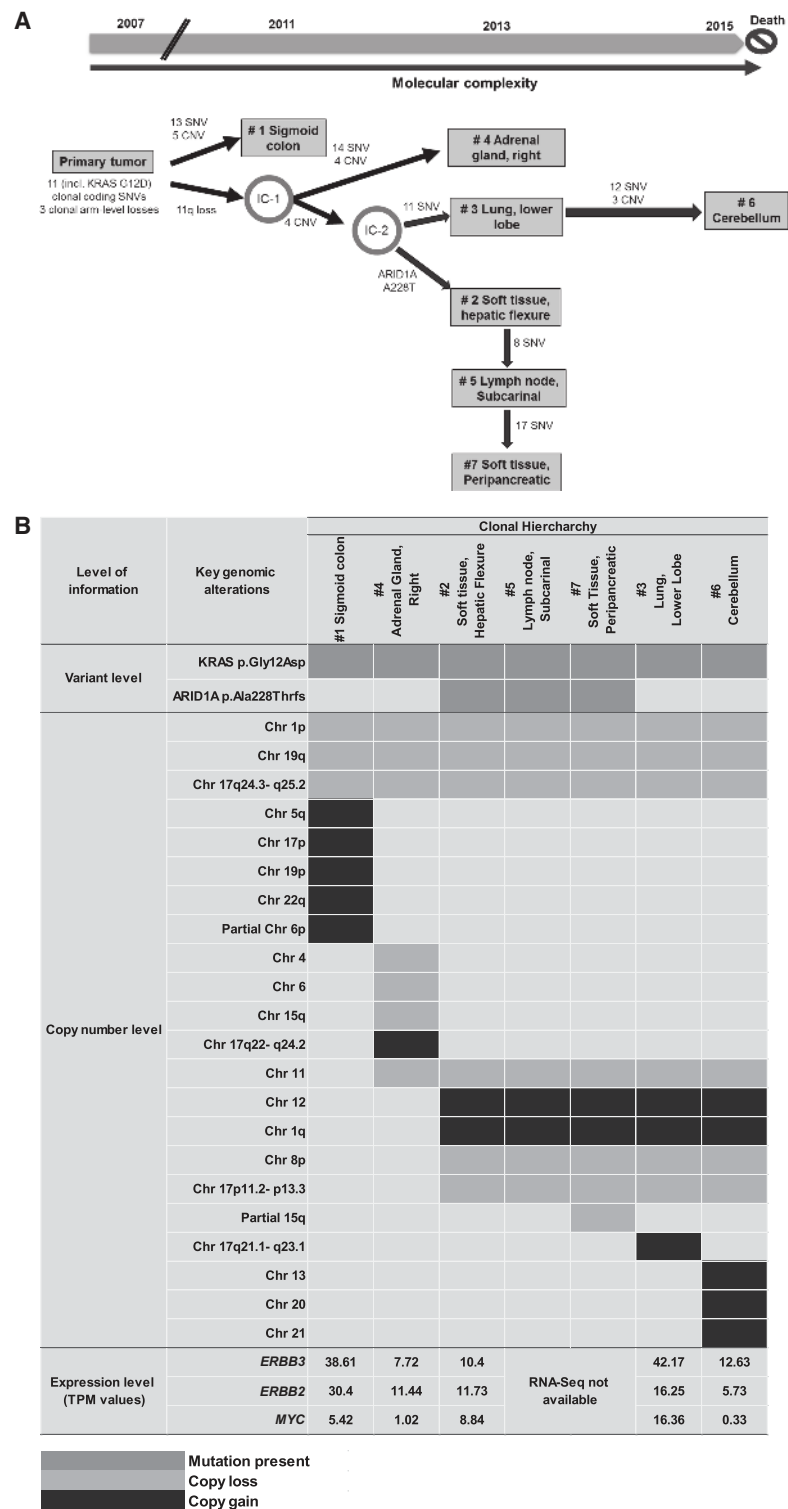 A
2007
2011
2013
2015
Death
Molecular complexity
13 SNV
5 CNV
# 1 Sigmoid
colon
14 SNV
4 CNV
# 4 Adrenal
gland, right
Primary tumor
11 (incl. KRAS G12D)
clonal coding SNVs
3 clonal arm-level losses
11q loss
IC-1
4 CNV
IC-2
11 SNV
# 3 Lung, lower
lobe
12 SNV
3 CNV
# 6
Cerebellum
ARID1A
A228T
# 2 Soft tissue,
hepatic flexure
8 SNV
# 5 Lymph node,
Subcarinal
17 SNV
#7 Soft tissue,
Peripancreatic
B
Clonal Hiercharchy
Level of
information
Key genomic
alterations
#1 Sigmoid colon
#4
Adrenal Gland,
Right
#2
Soft tissue,
Hepatic Flexure
#5
Lymph node,
Subcarinal
#7
Soft Tissue,
Peripancreatic
#3
Lung,
Lower Lobe
#6
Cerebellum
Variant level
KRAS p.Gly12Asp
ARID1A p.Ala228Thrfs
Copy number level
Chr 1p
Chr 19q
Chr 17q24.3- q25.2
Chr 5q
Chr 17p
Chr 19p
Chr 22q
Partial Chr 6p
Chr 4
Chr 6
Chr 15q
Chr 17q22- q24.2
Chr 11
Chr 12
Chr 1q
Chr 8p
Chr 17p11.2- p13.3
Partial 15q
Chr 17q21.1- q23.1
Chr 13
Chr 20
Chr 21
Expression level
(TPM values)
ERBB3 38.61 7.72 10.4 42.17 12.63
ERBB2 30.4 11.44 11.73 16.25 5.73
MYC 5.42 1.02 8.84 16.36 0.33
RNA-Seq not
available
Mutation present
Copy loss
Copy gain